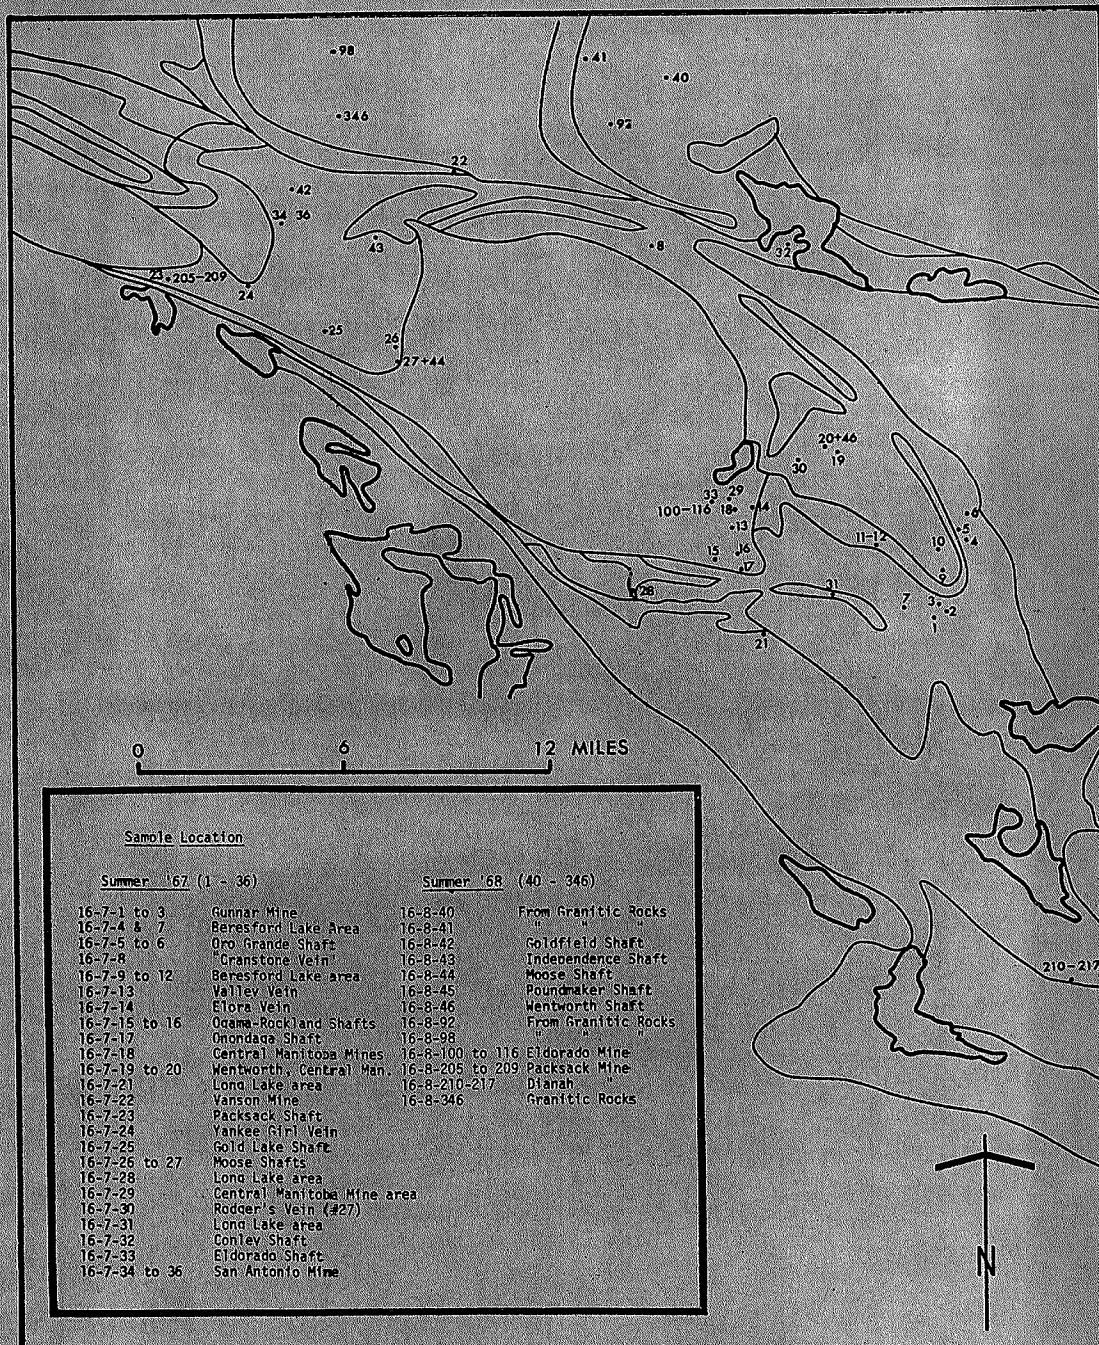 98
41
40
346
92
22
42
34 36
43
8
32
23 205-209
24
25
26
27+44
20+46
19
30
33 29
100-116 18 14
13
6
5
4
11-12
10
15 16
17
9
28
31
7
3 2
1
21
0 6 12 MILES
Sample Location
Summer '67 (1 - 36)
16-7-1 to 3 Gunnar Mine
16-7-4 & 7 Beresford Lake Area
16-7-5 to 6 Oro Grande Shaft
16-7-8 "Cranstone Vein"
16-7-9 to 12 Beresford Lake area
16-7-13 Valley Vein
16-7-14 Elora Vein
16-7-15 to 16 Ogama-Rockland Shafts
16-7-17 Onondaga Shaft
16-7-18 Central Manitoba Mines
16-7-19 to 20 Wentworth, Central Man.
16-7-21 Long Lake area
16-7-22 Vanson Mine
16-7-23 Packsack Shaft
16-7-24 Yankee Girl Vein
16-7-25 Gold Lake Shaft
16-7-26 to 27 Moose Shafts
16-7-28 Long Lake area
16-7-29 Central Manitoba Mine area
16-7-30 Rodger's Vein (#27)
16-7-31 Long Lake area
16-7-32 Conley Shaft
16-7-33 Eldorado Shaft
16-7-34 to 36 San Antonio Mine
Summer '68 (40 - 346)
16-8-40 From Granitic Rocks
16-8-41 " " "
16-8-42 Goldfield Shaft
16-8-43 Independence Shaft
16-8-44 Moose Shaft
16-8-45 Poundmaker Shaft
16-8-46 Wentworth Shaft
16-8-92 From Granitic Rocks
16-8-98 " "
16-8-100 to 116 Eldorado Mine
16-8-205 to 209 Packsack Mine
16-8-210-217 Dianah "
16-8-346 Granitic Rocks
210-217
N